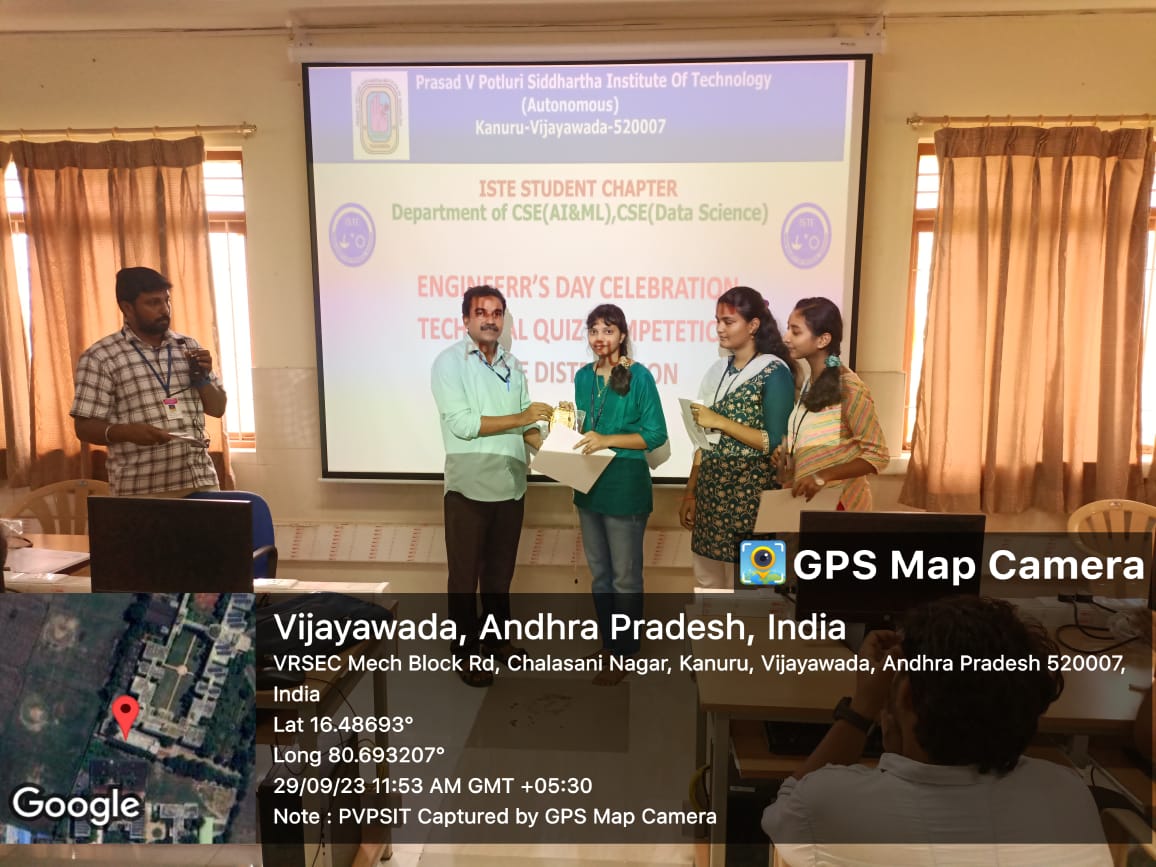 Prasad V Potluri Siddhartha Institute Of Technology
(Autonomous)
Kanuru-Vijayawada-520007
ISTE STUDENT CHAPTER
Department of CSE(AI&ML),CSE(Data Science)
ISTE
ISTE
ENGINEERR'S DAY CELEBRATION
QUIZ
GPS Map Camera
Vijayawada, Andhra Pradesh, India
VRSEC Mech Block Rd, Chalasani Nagar, Kanuru, Vijayawada, Andhra Pradesh 520007,
India
Lat 16.48693°
Long 80.693207°
29/09/23 11:53 AM GMT +05:30
Note : PVPSIT Captured by GPS Map Camera
Google